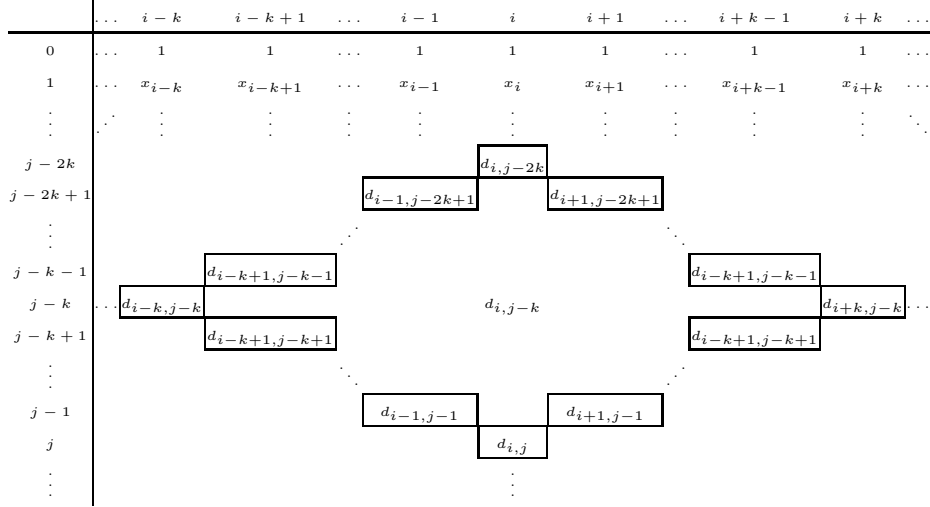 … i − k i − k + 1 … i − 1 i i + 1 … i + k − 1 i + k …
0 … 1 1 … 1 1 1 … 1 1 …
1 … x_{i−k} x_{i−k+1} … x_{i−1} x_i x_{i+1} … x_{i+k−1} x_{i+k} …
⋮ ⋰ ⋮ ⋮ ⋮ ⋮ ⋮ ⋮ ⋮ ⋮ ⋮ ⋱
j − 2k d_{i,j−2k}
j − 2k + 1 d_{i−1,j−2k+1} d_{i+1,j−2k+1}
⋮ ⋰ ⋱
j − k − 1 d_{i−k+1,j−k−1} d_{i−k+1,j−k−1}
j − k … d_{i−k,j−k} d_{i,j−k} d_{i+k,j−k} …
j − k + 1 d_{i−k+1,j−k+1} d_{i−k+1,j−k+1}
⋮ ⋱ ⋰
j − 1 d_{i−1,j−1} d_{i+1,j−1}
j d_{i,j}
⋮ ⋮